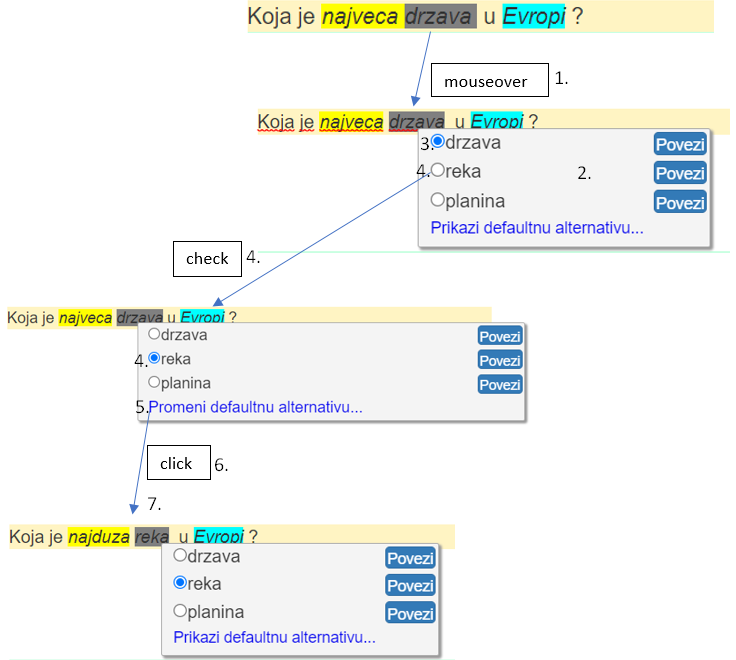 Koja je najveca drzava u Evropi ?
mouseover 1.
Koja je najveca drzava u Evropi ?
3. drzava Povezi
4. reka 2. Povezi
planina Povezi
Prikazi defaultnu alternativu...
check 4.
Koja je najveca drzava u Evropi ?
drzava Povezi
4. reka Povezi
planina Povezi
5. Promeni defaultnu alternativu...
click 6.
7.
Koja je najduza reka u Evropi ?
drzava Povezi
reka Povezi
planina Povezi
Prikazi defaultnu alternativu...